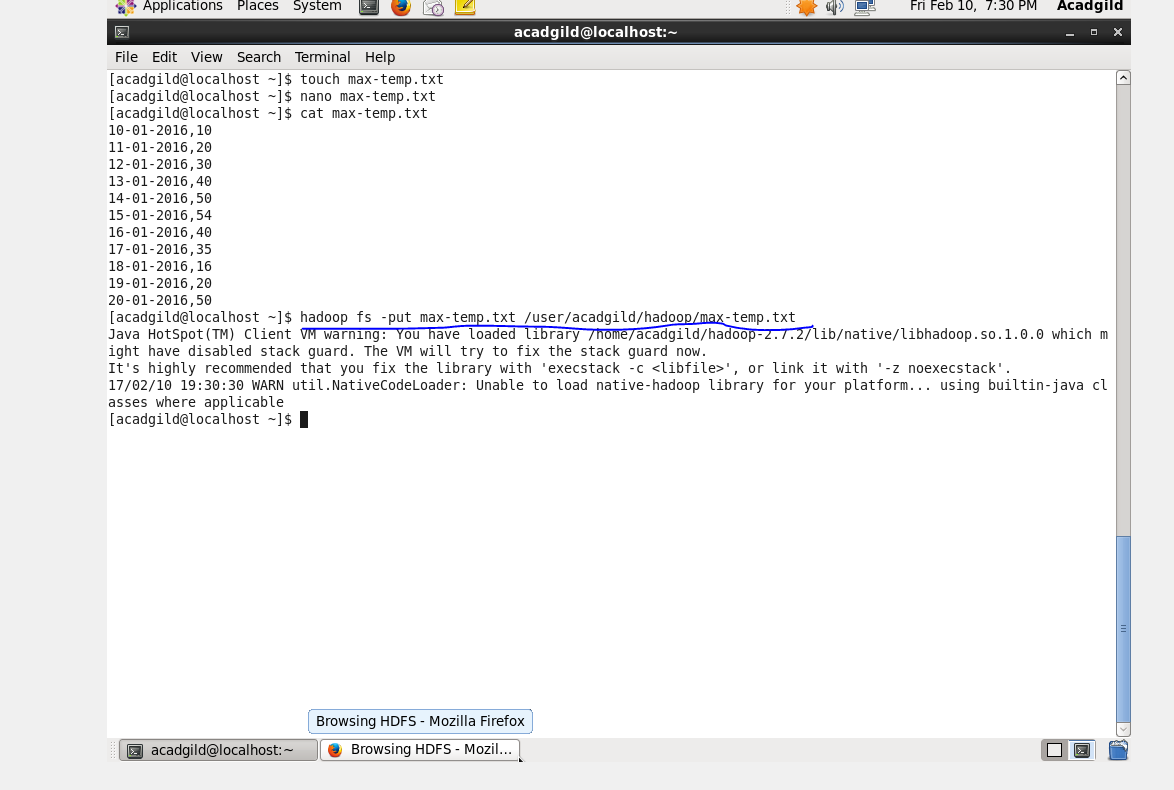 Applications Places System Fri Feb 10, 7:30 PM Acadgild
acadgild@localhost:~
File Edit View Search Terminal Help
[acadgild@localhost ~]$ touch max-temp.txt
[acadgild@localhost ~]$ nano max-temp.txt
[acadgild@localhost ~]$ cat max-temp.txt
10-01-2016,10
11-01-2016,20
12-01-2016,30
13-01-2016,40
14-01-2016,50
15-01-2016,54
16-01-2016,40
17-01-2016,35
18-01-2016,16
19-01-2016,20
20-01-2016,50
[acadgild@localhost ~]$ hadoop fs -put max-temp.txt /user/acadgild/hadoop/max-temp.txt
Java HotSpot(TM) Client VM warning: You have loaded library /home/acadgild/hadoop-2.7.2/lib/native/libhadoop.so.1.0.0 which m
ight have disabled stack guard. The VM will try to fix the stack guard now.
It's highly recommended that you fix the library with 'execstack -c <libfile>', or link it with '-z noexecstack'.
17/02/10 19:30:30 WARN util.NativeCodeLoader: Unable to load native-hadoop library for your platform... using builtin-java cl
asses where applicable
[acadgild@localhost ~]$
Browsing HDFS - Mozilla Firefox
acadgild@localhost:~ Browsing HDFS - Mozil...